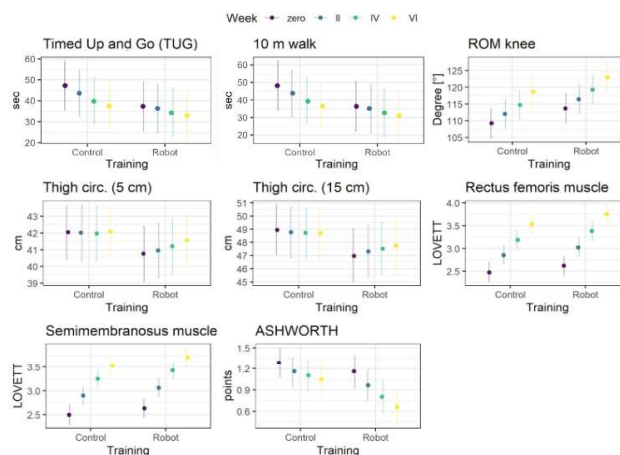 Week zero II IV VI
Timed Up and Go (TUG)
sec
60
50
40
30
20
Control Robot
Training
10 m walk
sec
60
50
40
30
20
Control Robot
Training
ROM knee
Degree [°]
125
120
115
110
105
Control Robot
Training
Thigh circ. (5 cm)
cm
43
42
41
40
39
Control Robot
Training
Thigh circ. (15 cm)
cm
51
50
49
48
47
46
45
Control Robot
Training
Rectus femoris muscle
LOVETT
4.0
3.5
3.0
2.5
Control Robot
Training
Semimembranosus muscle
LOVETT
3.5
3.0
2.5
Control Robot
Training
ASHWORTH
points
1.5
1.2
0.9
0.6
Control Robot
Training